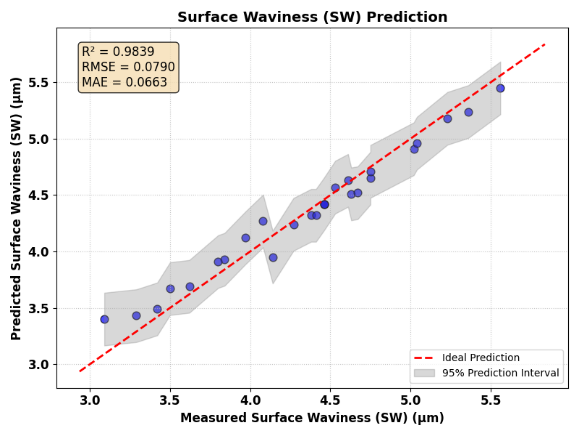 Surface Waviness (SW) Prediction
R² = 0.9839
RMSE = 0.0790
MAE = 0.0663
Predicted Surface Waviness (SW) (μm)
5.5
5.0
4.5
4.0
3.5
3.0
3.0 3.5 4.0 4.5 5.0 5.5
Measured Surface Waviness (SW) (μm)
Ideal Prediction
95% Prediction Interval